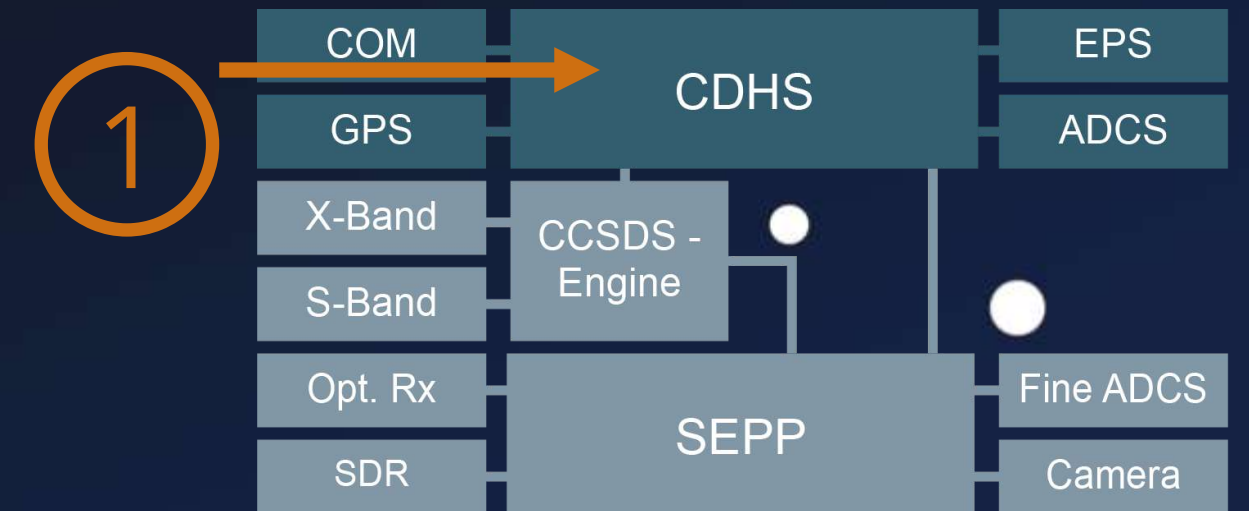 1
COM
CDHS
EPS
GPS
ADCS
X-Band
CCSDS -
Engine
S-Band
Opt. Rx
SEPP
Fine ADCS
SDR
Camera